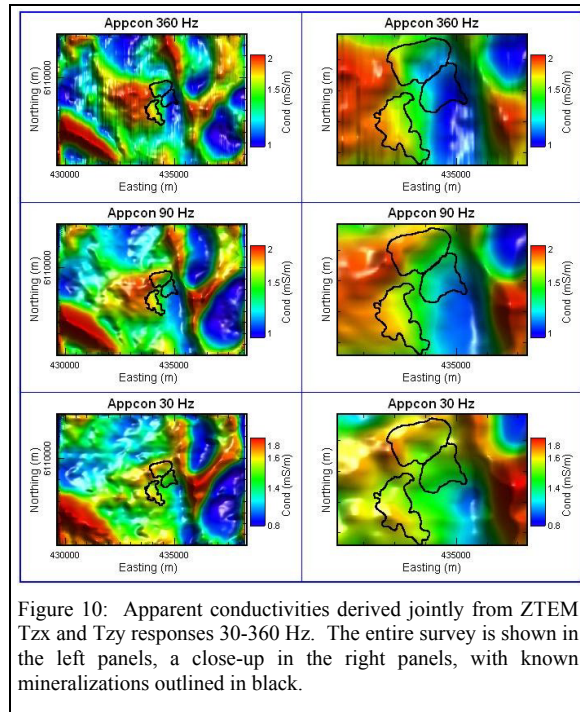 Appcon 360 Hz
Appcon 360 Hz
Northing (m)
6110000
430000
435000
Easting (m)
2
1.5
1
Cond (mS/m)
Northing (m)
435000
Easting (m)
2
1.5
1
Cond (mS/m)
Appcon 90 Hz
Appcon 90 Hz
Northing (m)
6110000
430000
435000
Easting (m)
2
1.5
1
Cond (mS/m)
Northing (m)
435000
Easting (m)
2
1.5
1
Cond (mS/m)
Appcon 30 Hz
Appcon 30 Hz
Northing (m)
6110000
430000
435000
Easting (m)
1.8
1.6
1.4
0.8
Cond (mS/m)
Northing (m)
435000
Easting (m)
1.8
1.6
1.4
0.8
Cond (mS/m)
Figure 10: Apparent conductivities derived jointly from ZTEM
Tzx and Tzy responses 30-360 Hz. The entire survey is shown in
the left panels, a close-up in the right panels, with known
mineralizations outlined in black.